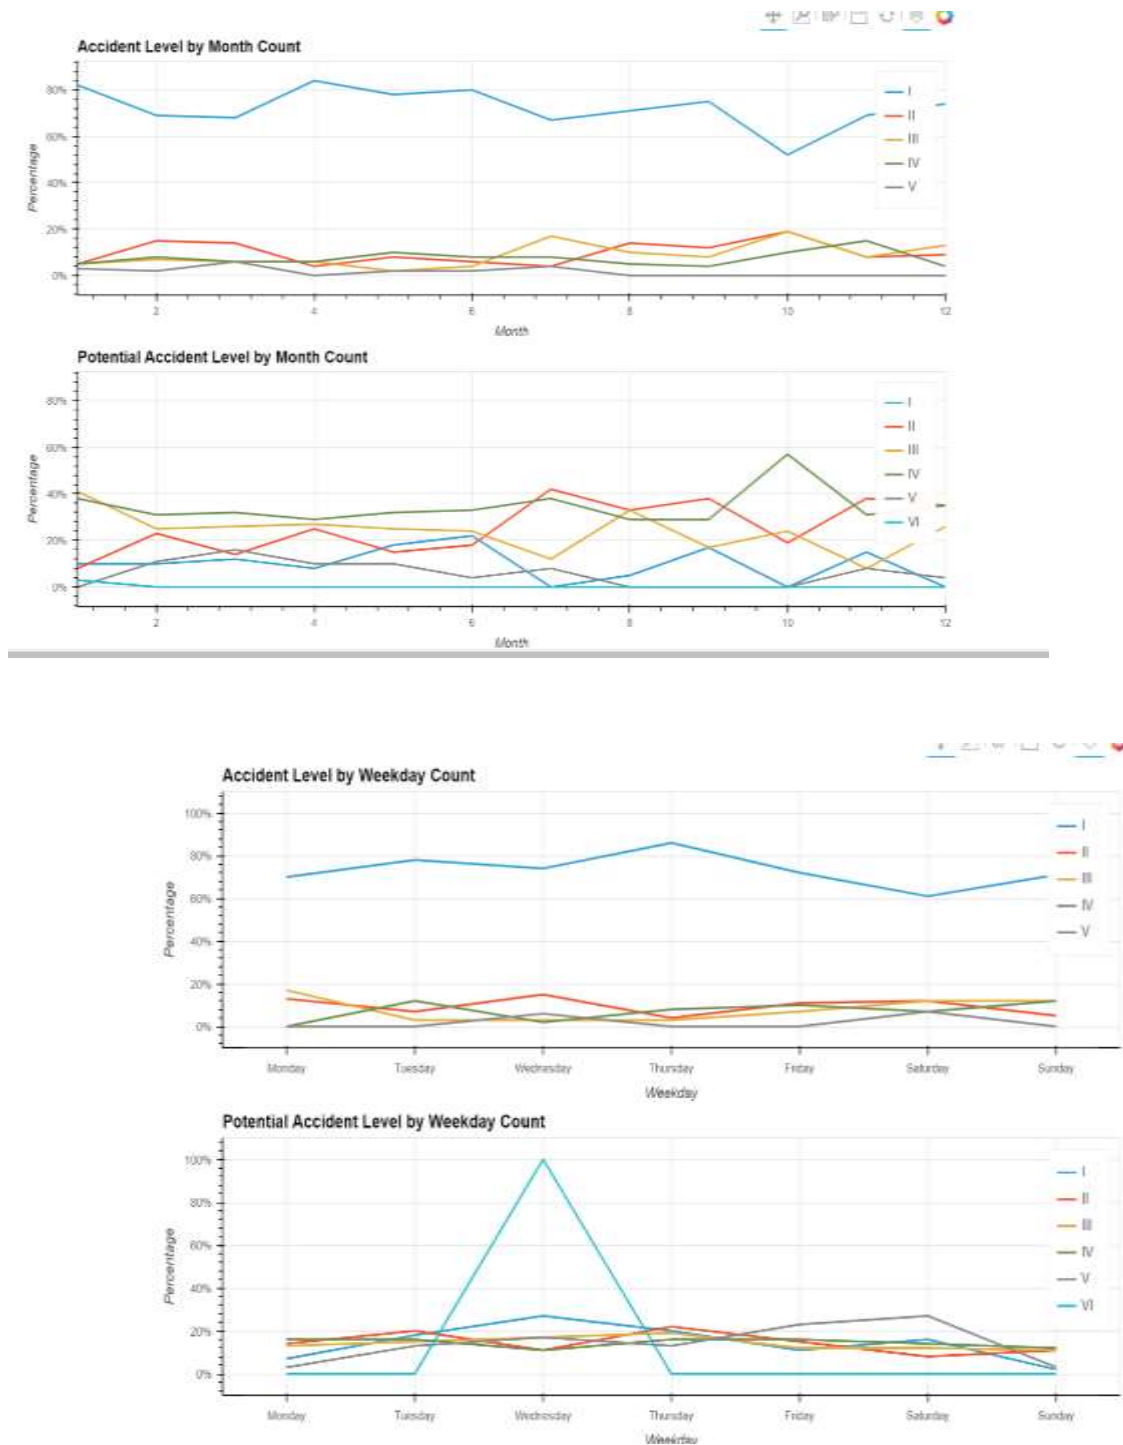 Accident Level by Month Count
80%
60%
40%
20%
0%
Percentage
I
II
III
IV
V
2
4
6
8
10
12
Month
Potential Accident Level by Month Count
80%
60%
40%
20%
0%
Percentage
I
II
III
IV
V
VI
2
4
6
8
10
12
Month
Accident Level by Weekday Count
100%
80%
60%
40%
20%
0%
Percentage
I
II
III
IV
V
Monday
Tuesday
Wednesday
Thursday
Friday
Saturday
Sunday
Weekday
Potential Accident Level by Weekday Count
100%
80%
60%
40%
20%
0%
Percentage
I
II
III
IV
V
VI
Monday
Tuesday
Wednesday
Thursday
Friday
Saturday
Sunday
Weekday